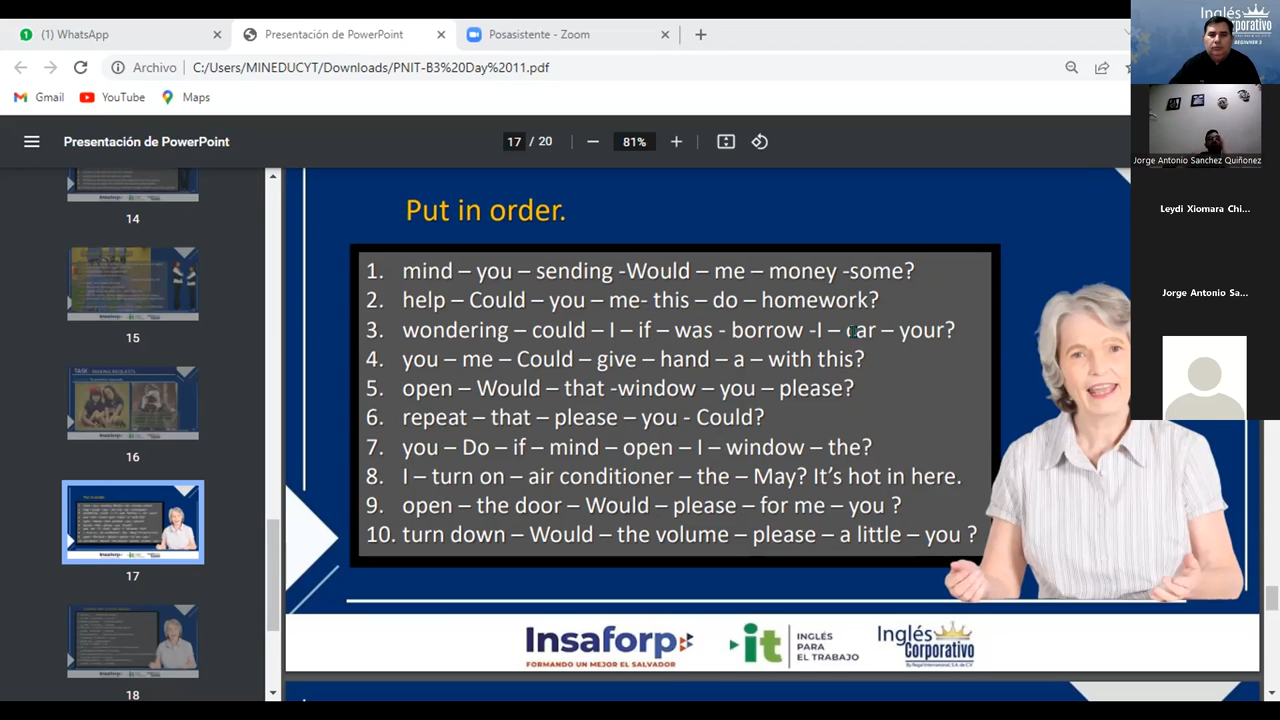 (1) WhatsApp
Presentación de PowerPoint
Posasistente - Zoom
Archivo
C:/Users/MINEDUCYT/Downloads/PNIT-B3%20Day%2011.pdf
Gmail
YouTube
Maps
Presentación de PowerPoint
17 / 20
81%
14
15
16
17
18
Put in order.
1. mind – you – sending -Would – me – money -some?
2. help – Could – you – me- this – do – homework?
3. wondering – could – I – if – was - borrow -I – car – your?
4. you – me – Could – give – hand – a – with this?
5. open – Would – that -window – you – please?
6. repeat – that – please – you - Could?
7. you – Do – if – mind – open – I – window – the?
8. I – turn on – air conditioner – the – May? It's hot in here.
9. open – the door – Would – please – for me – you ?
10. turn down – Would – the volume – please – a little – you ?
Insaforp
FORMANDO UN MEJOR EL SALVADOR
it
INGLÉS
PARA
EL TRABAJO
Inglés
Corporativo
Inglés
Corporativo
BEGINNER 3
Jorge Antonio Sanchez Quiñonez
Leydi Xiomara Chi...
Jorge Antonio Sa...